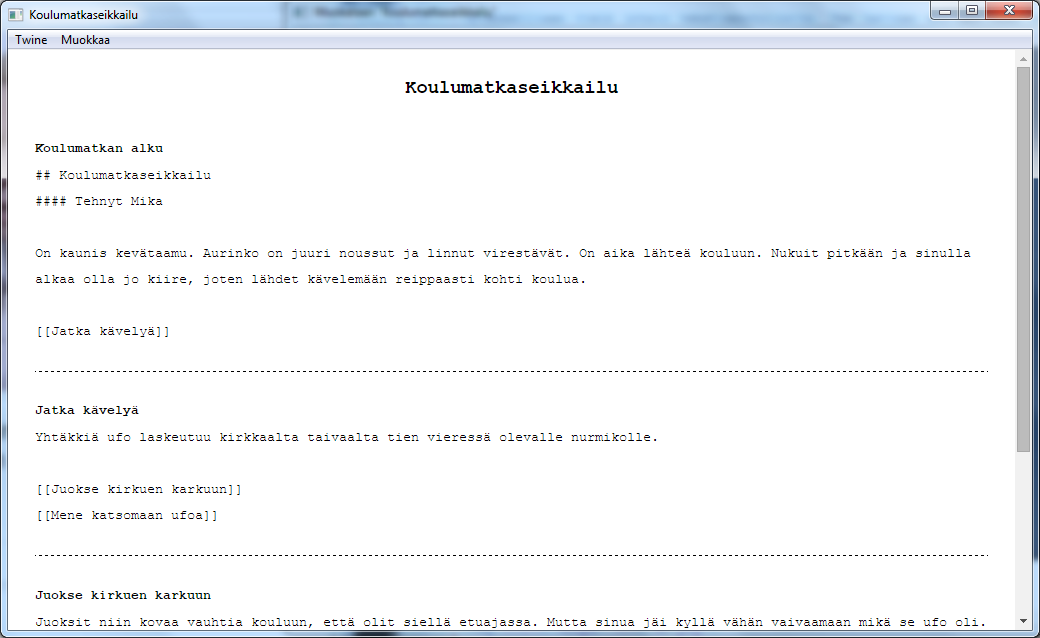 Koulumatkaseikkailu
Twine Muokkaa
Koulumatkaseikkailu
Koulumatkan alku
## Koulumatkaseikkailu
#### Tehnyt Mika
On kaunis kevätaamu. Aurinko on juuri noussut ja linnut virestävät. On aika lähteä kouluun. Nukuit pitkään ja sinulla
alkaa olla jo kiire, joten lähdet kävelemään reippaasti kohti koulua.
[[Jatka kävelyä]]
Jatka kävelyä
Yhtäkkiä ufo laskeutuu kirkkaalta taivaalta tien vieressä olevalle nurmikolle.
[[Juokse kirkuen karkuun]]
[[Mene katsomaan ufoa]]
Juokse kirkuen karkuun
Juoksit niin kovaa vauhtia kouluun, että olit siellä etuajassa. Mutta sinua jäi kyllä vähän vaivaamaan mikä se ufo oli.